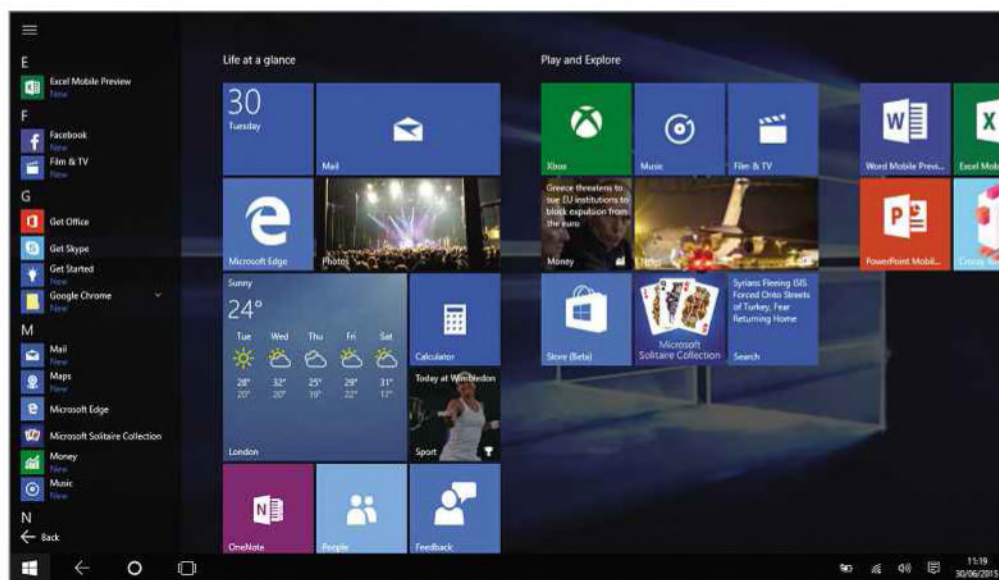 E
Excel Mobile Preview
New
F
Facebook
New
Film & TV
New
G
Get Office
Get Skype
Get Started
New
Google Chrome
New
M
Mail
New
Maps
New
Microsoft Edge
Microsoft Solitaire Collection
Money
New
Music
New
N
Back
Life at a glance
30
Tuesday
Mail
Microsoft Edge
Photos
Sunny
24°
Tue Wed Thu Fri Sat
28° 32° 25° 29° 31°
20° 20° 19° 22° 17°
London
Calculator
Today at Wimbledon
Sport
OneNote
People
Feedback
Play and Explore
Xbox
Music
Film & TV
Greece threatens to
sue EU institutions to
block expulsion from
the euro
Money
News
Store (Beta)
Microsoft
Solitaire Collection
Syrians Fleeing ISIS
Forced Onto Streets
of Turkey, Fear
Returning Home
Search
Word Mobile Previ...
Excel Mob
PowerPoint Mobil...
11:19
30/06/2015